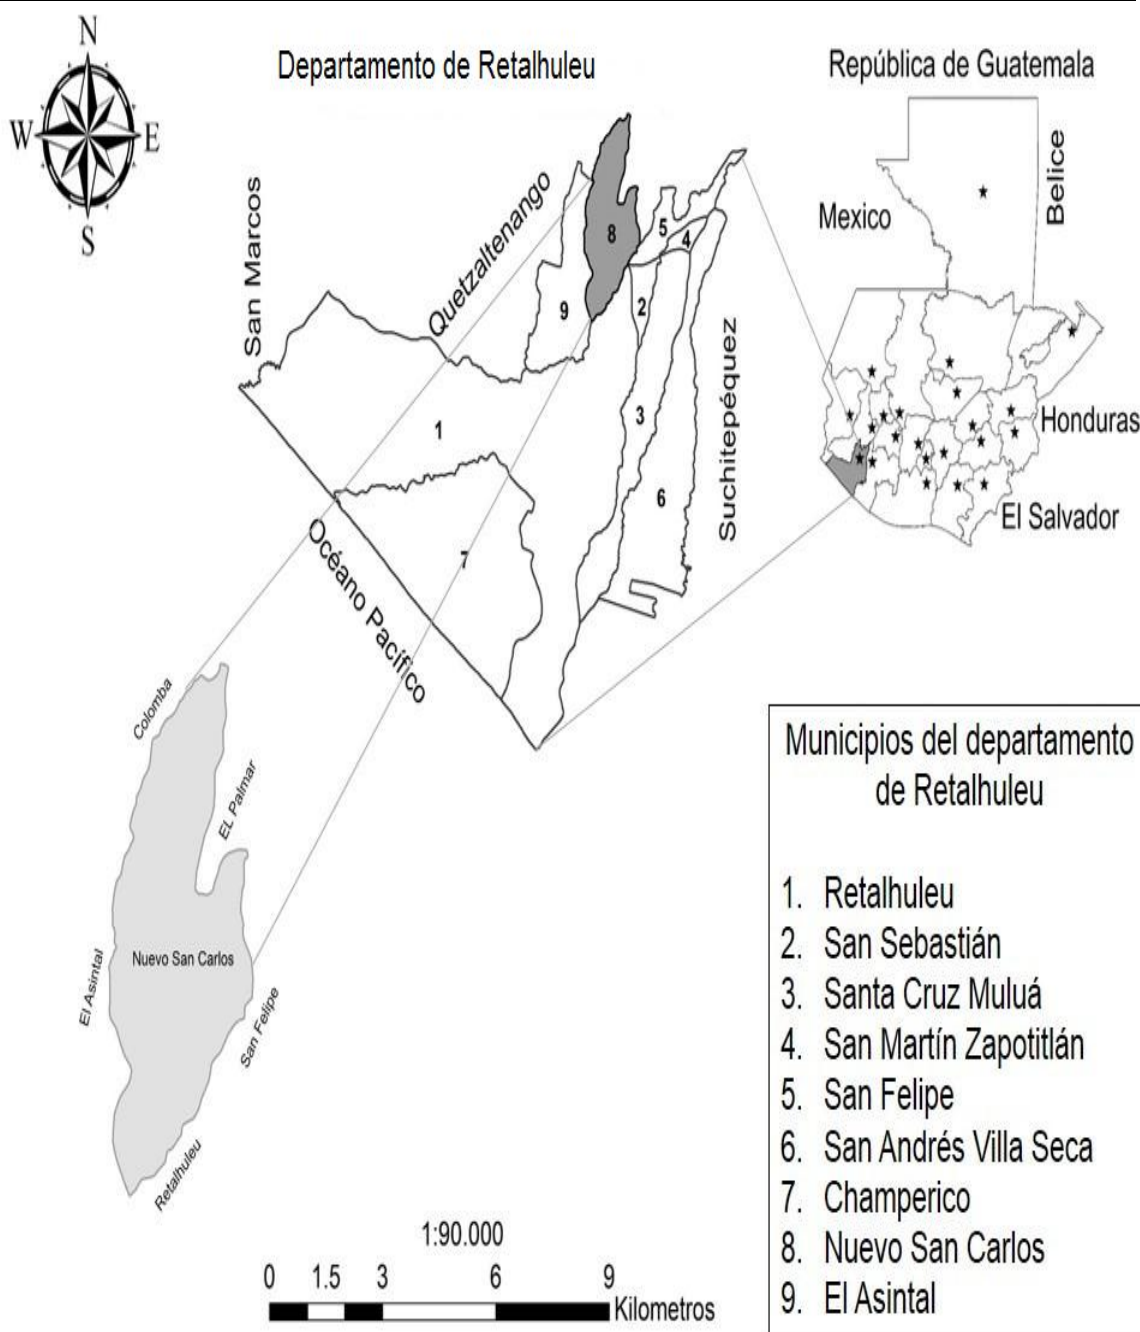 N
W
E
S
Departamento de Retalhuleu
República de Guatemala
San Marcos
Quetzaltenango
Suchitepéquez
Océano Pacífico
Mexico
Belice
Honduras
El Salvador
8
5
4
9
2
1
3
6
7
Colomba
EL Palmar
El Asintal
Nuevo San Carlos
San Felipe
Retalhuleu
1:90.000
0 1.5 3 6 9
Kilometros
Municipios del departamento
de Retalhuleu
1. Retalhuleu
2. San Sebastián
3. Santa Cruz Muluá
4. San Martín Zapotitlán
5. San Felipe
6. San Andrés Villa Seca
7. Champerico
8. Nuevo San Carlos
9. El Asintal